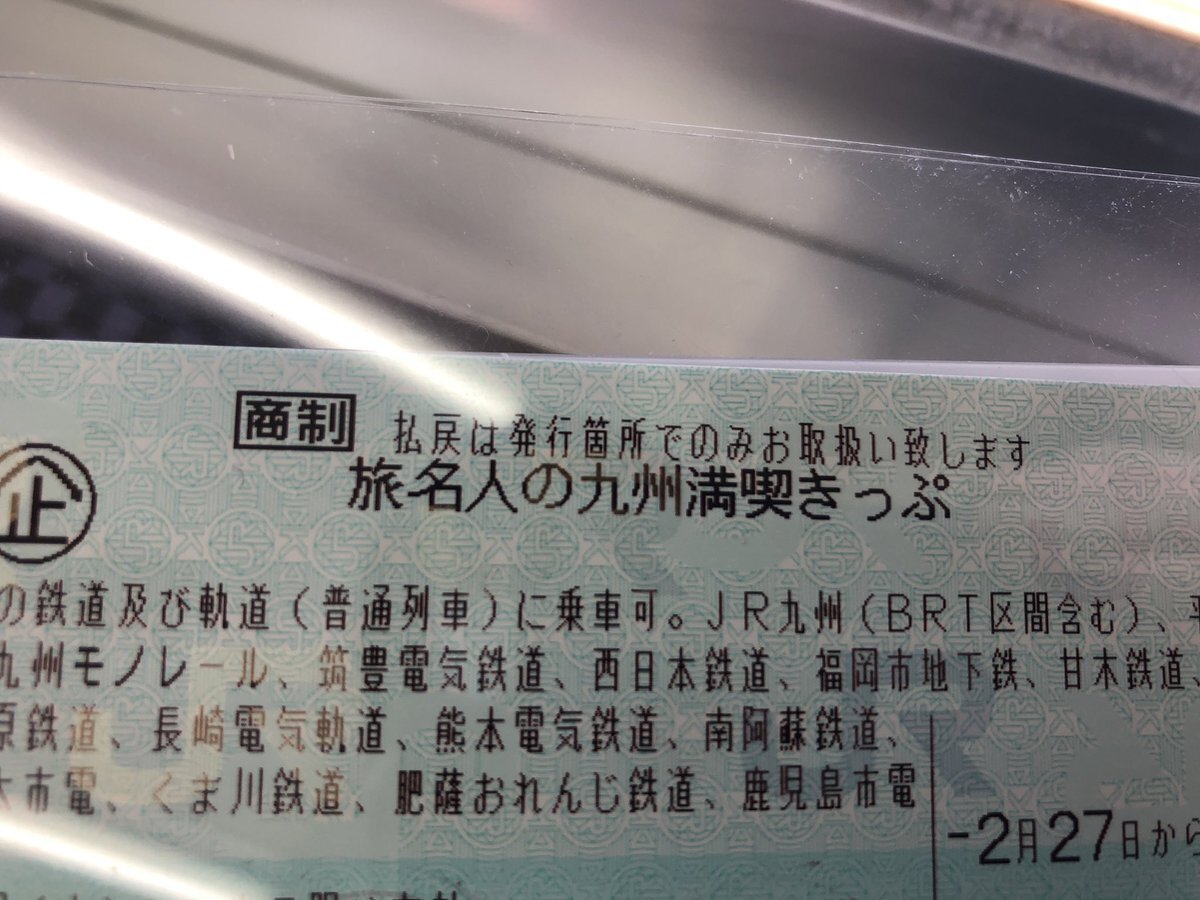 商制 払戻は発行箇所でのみお取扱い致します
旅名人の九州満喫きっぷ
止
の鉄道及び軌道(普通列車)に乗車可。JR九州(BRT区間含む)、
九州モノレール、筑豊電気鉄道、西日本鉄道、福岡市地下鉄、甘木鉄道、
原鉄道、長崎電気軌道、熊本電気鉄道、南阿蘇鉄道、
市電、くま川鉄道、肥薩おれんじ鉄道、鹿児島市電
-2月27日から